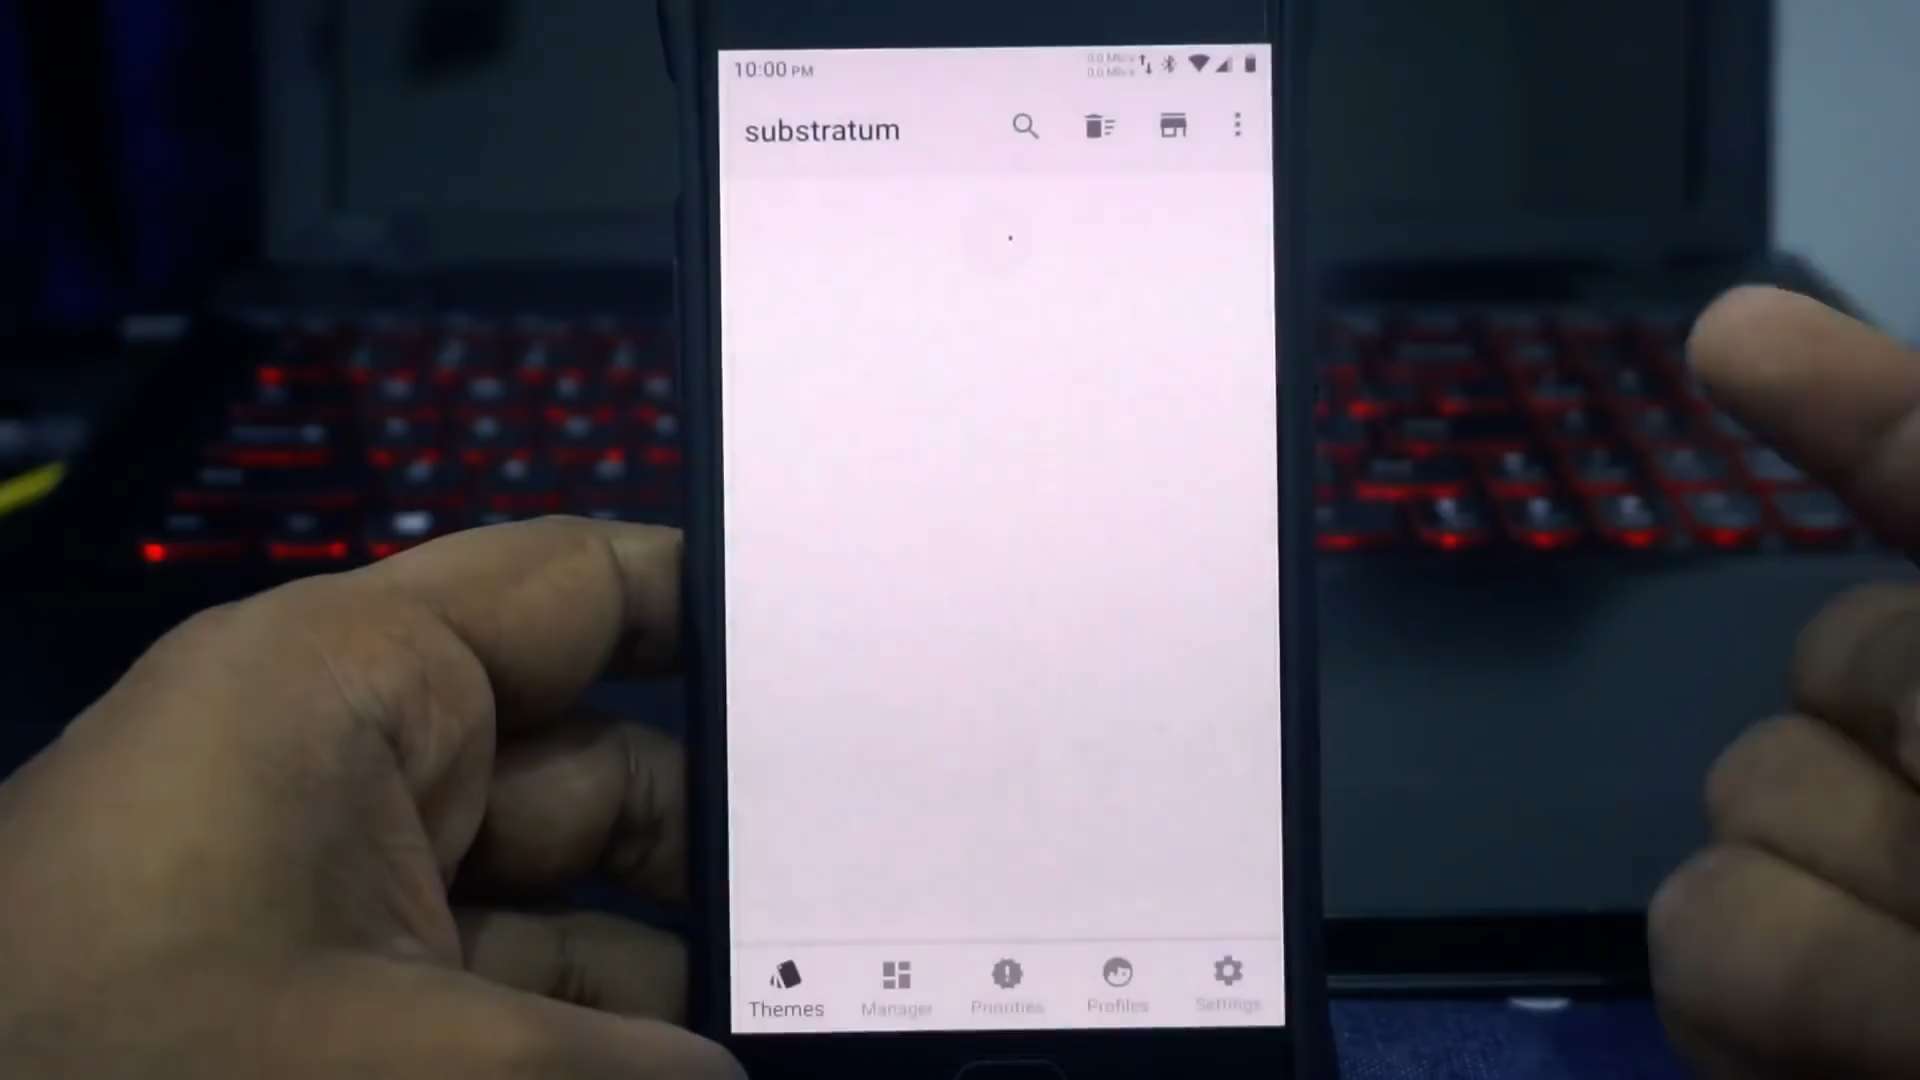 10:00 PM
substratum
Themes
Manager
Priorities
Profiles
Settings